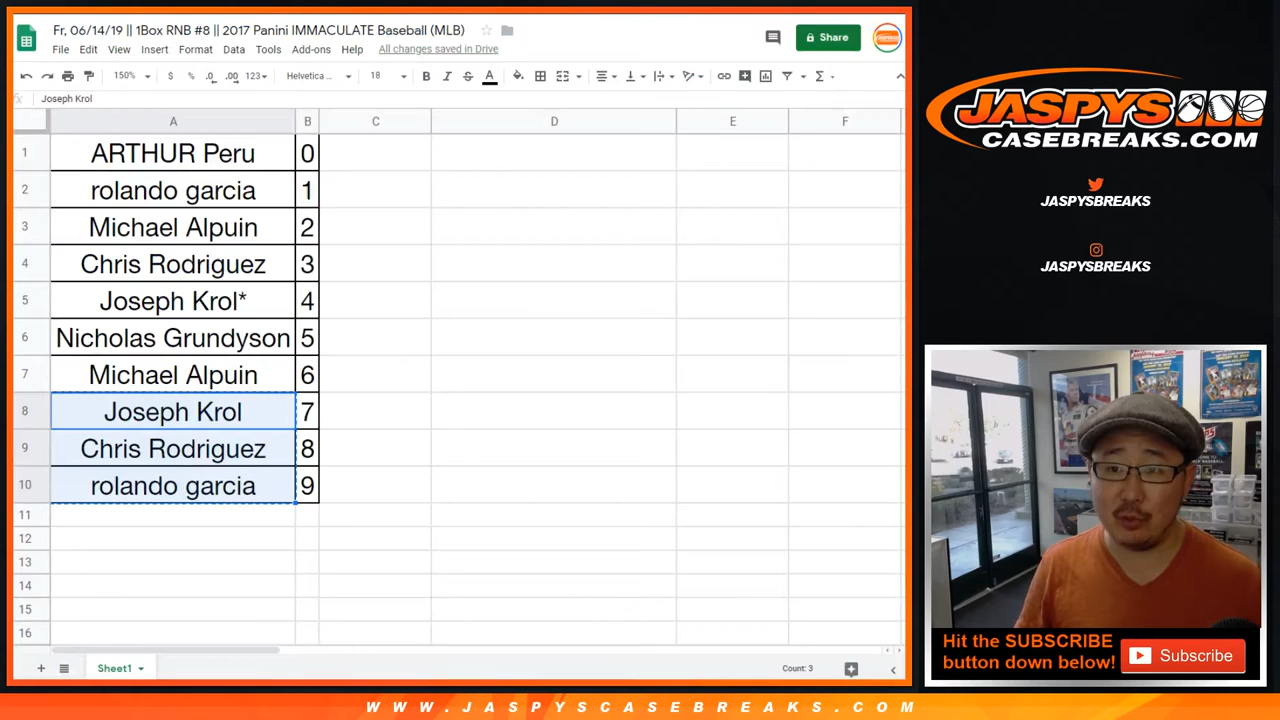 Fr, 06/14/19 || 1Box RNB #8 || 2017 Panini IMMACULATE Baseball (MLB)
File Edit View Insert Format Data Tools Add-ons Help All changes saved in Drive
Share
150% $ % .0 .00 123 Helvetica ... 18 B I S A
fx Joseph Krol
A B C D E F
1 ARTHUR Peru 0
2 rolando garcia 1
3 Michael Alpuin 2
4 Chris Rodriguez 3
5 Joseph Krol* 4
6 Nicholas Grundyson 5
7 Michael Alpuin 6
8 Joseph Krol 7
9 Chris Rodriguez 8
10 rolando garcia 9
11
12
13
14
15
16
Sheet1
Count: 3
JASPYS
CASEBREAKS.COM
JASPYSBREAKS
JASPYSBREAKS
Hit the SUBSCRIBE
button down below!
Subscribe
WWW.JASPYSCASEBREAKS.COM